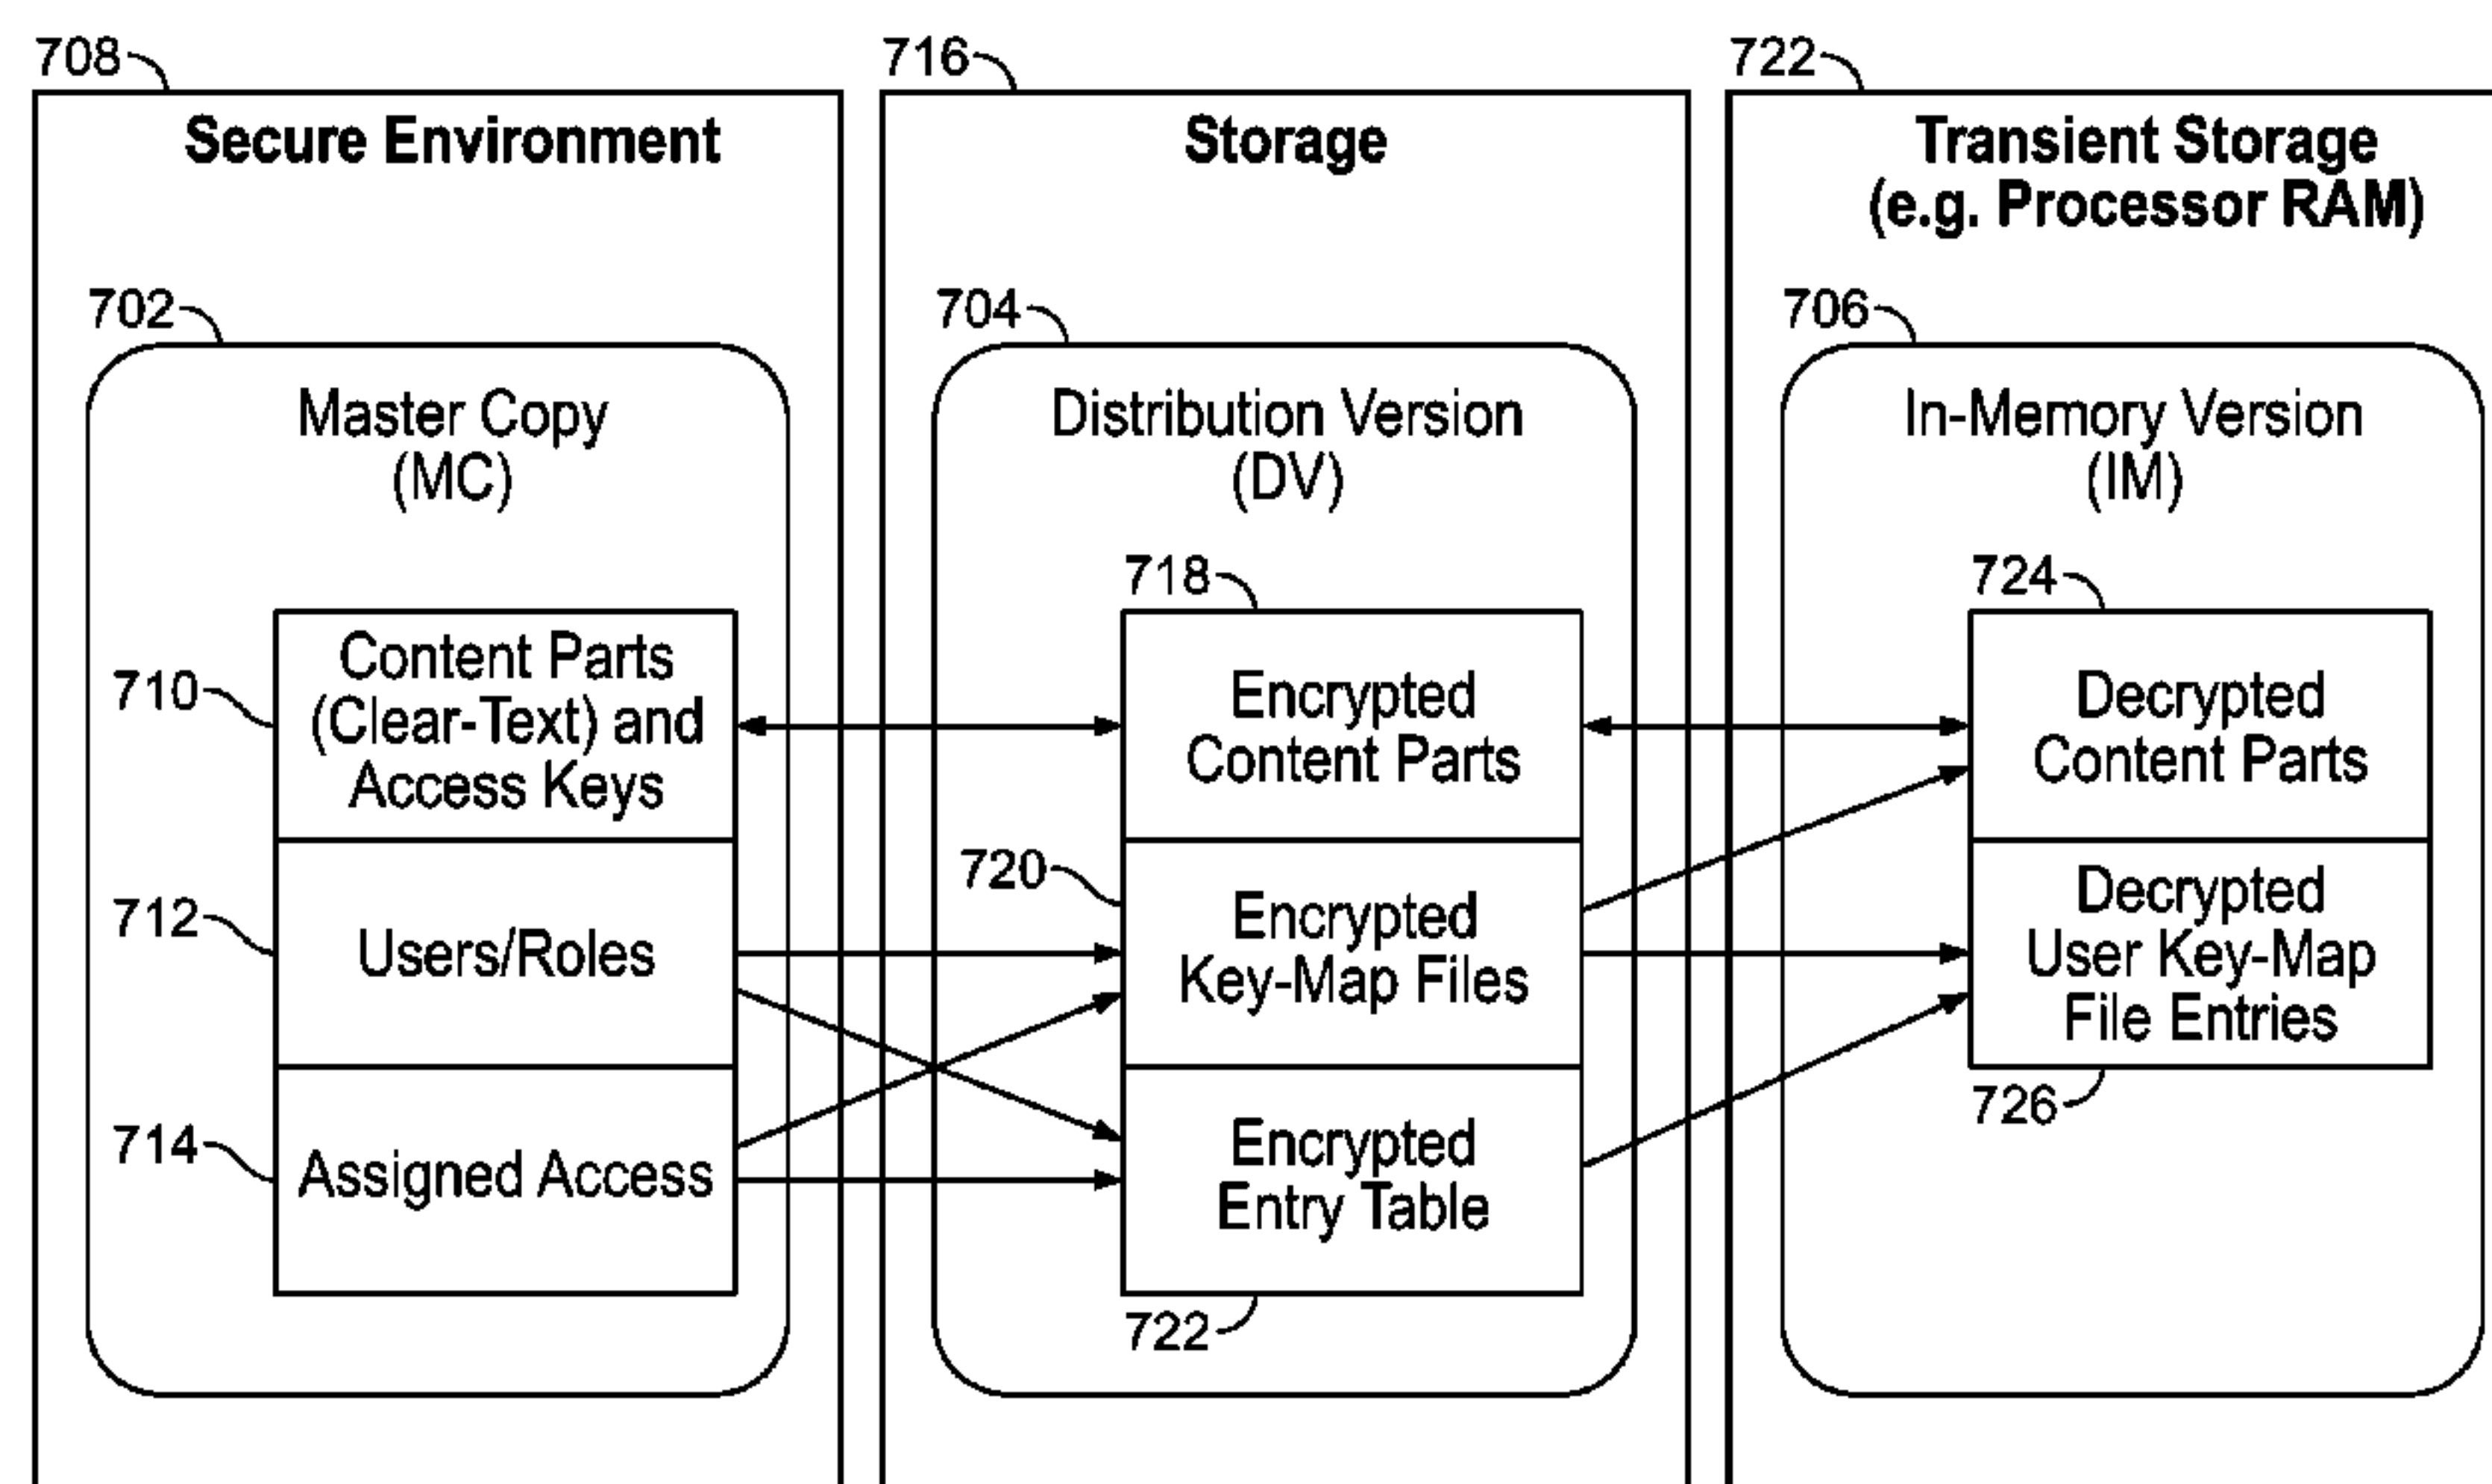 708
Secure Environment
702
Master Copy
(MC)
710
Content Parts
(Clear-Text) and
Access Keys
712
Users/Roles
714
Assigned Access
716
Storage
704
Distribution Version
(DV)
718
Encrypted
Content Parts
720
Encrypted
Key-Map Files
Encrypted
Entry Table
722
722
Transient Storage
(e.g. Processor RAM)
706
In-Memory Version
(IM)
724
Decrypted
Content Parts
Decrypted
User Key-Map
File Entries
726